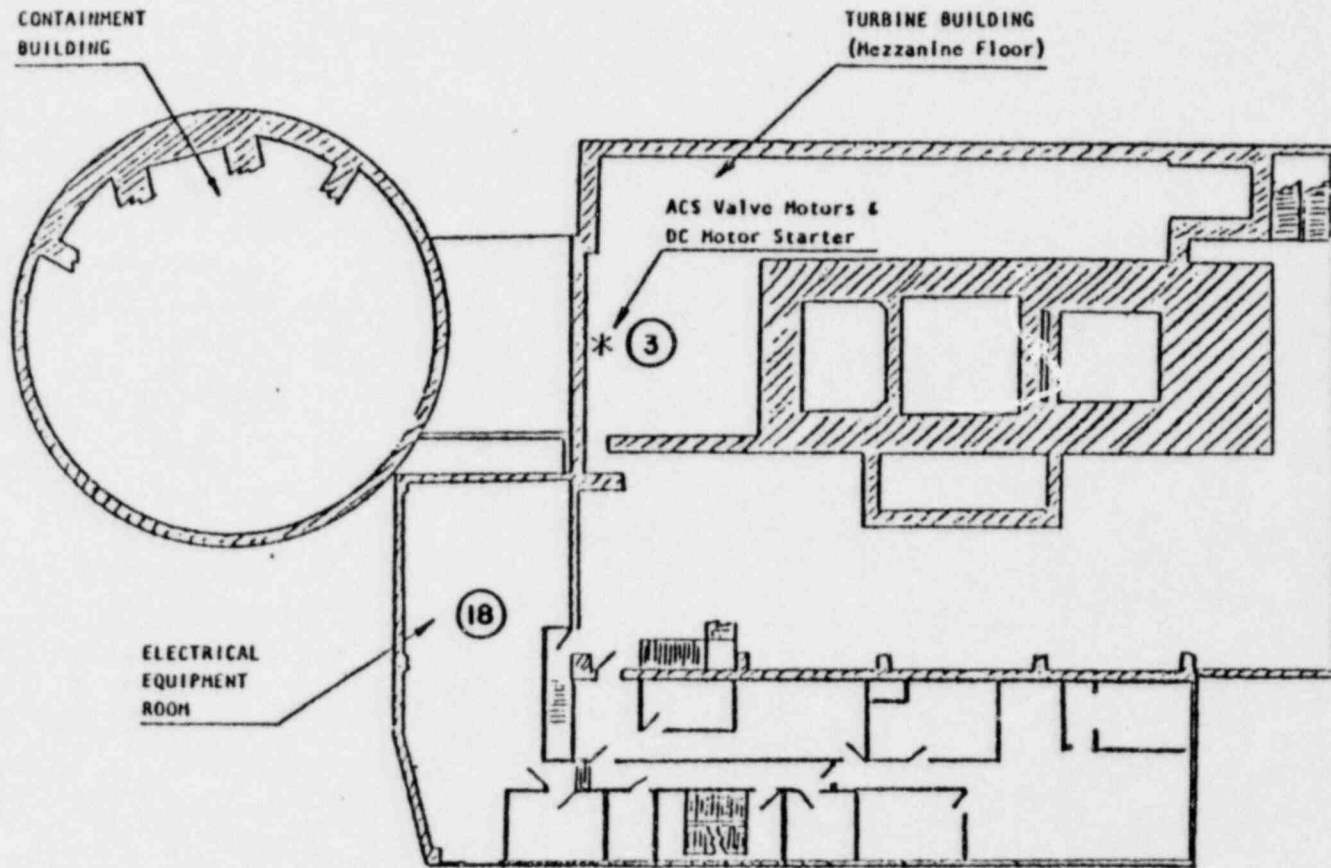 CONTAINMENT
BUILDING
TURBINE BUILDING
(Mezzanine Floor)
ACS Valve Motors &
DC Motor Starter
3
18
ELECTRICAL
EQUIPMENT
ROOM